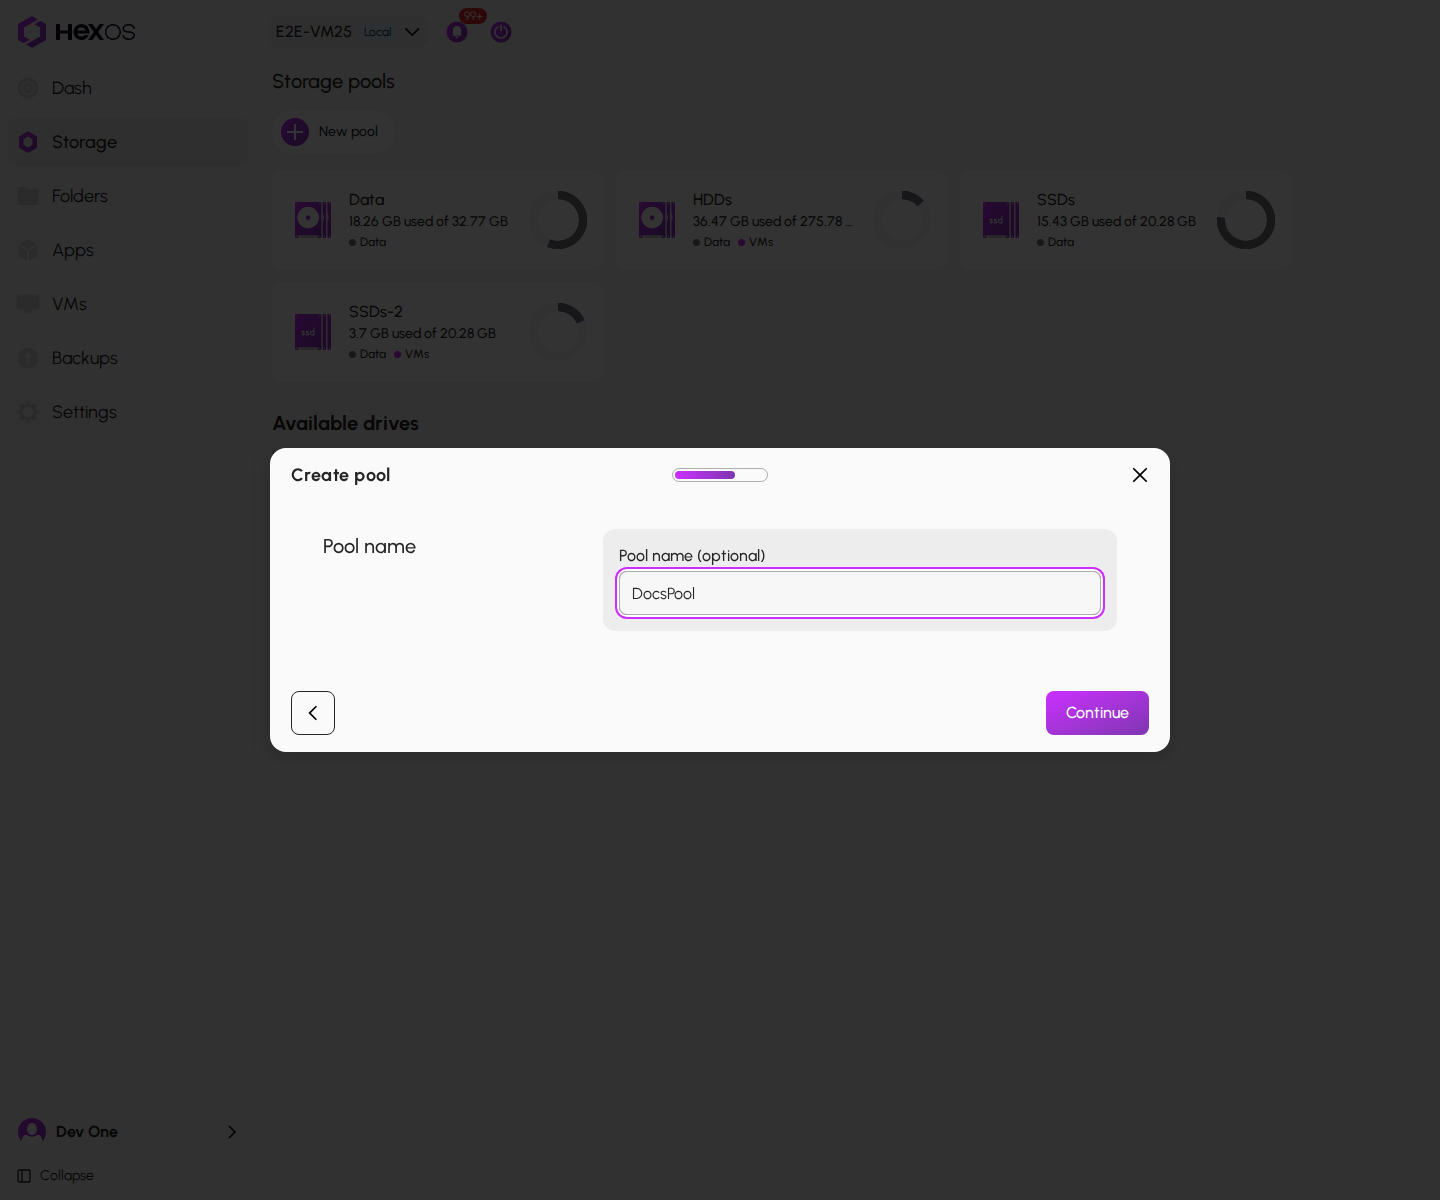 HexOS
E2E-VM25 Local
99+
Dash
Storage
Folders
Apps
VMs
Backups
Settings
Storage pools
New pool
Data
18.26 GB used of 32.77 GB
Data
HDDs
36.47 GB used of 275.78 ...
Data VMs
SSDs
15.43 GB used of 20.28 GB
Data
ssd
SSDs-2
3.7 GB used of 20.28 GB
Data VMs
ssd
Available drives
Create pool
Pool name
Pool name (optional)
DocsPool
Continue
Dev One
Collapse